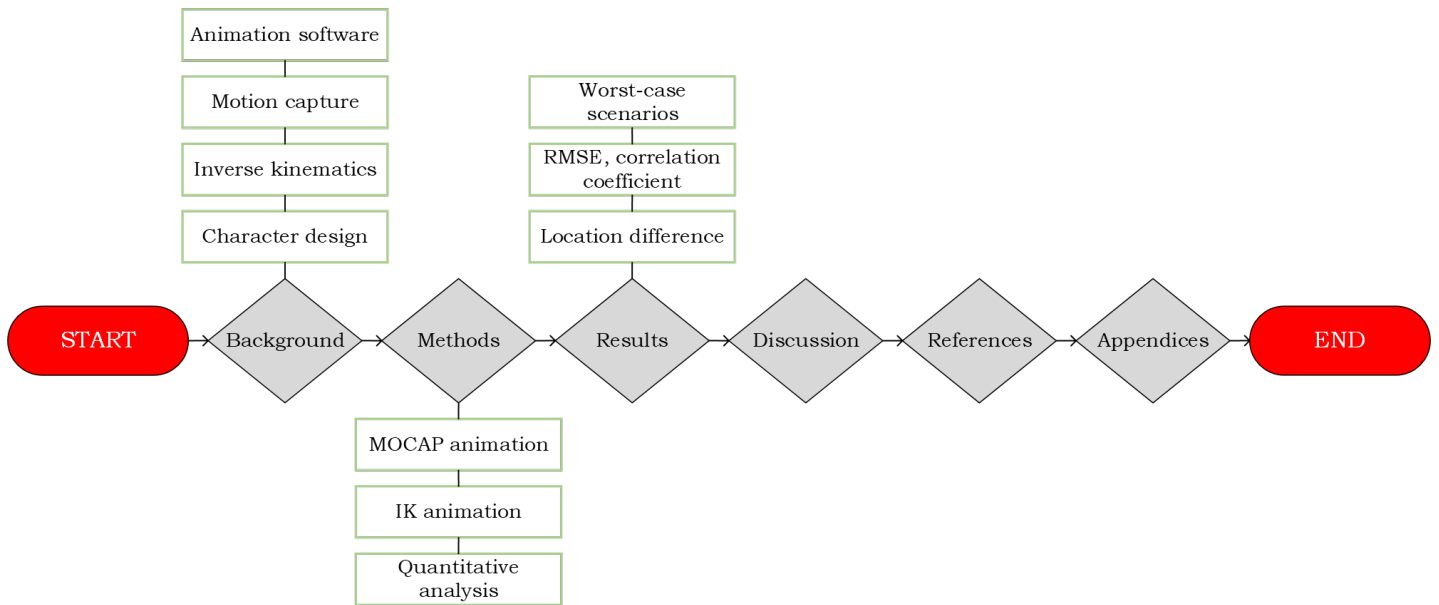 Animation software
Motion capture
Inverse kinematics
Character design
Worst-case
scenarios
RMSE, correlation
coefficient
Location difference
START
Background
Methods
Results
Discussion
References
Appendices
END
MOCAP animation
IK animation
Quantitative
analysis